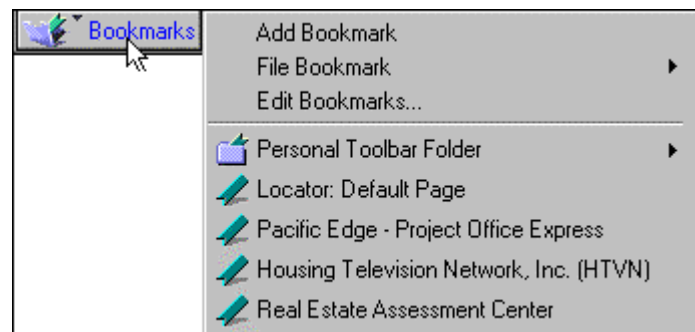 Bookmarks
Add Bookmark
File Bookmark
Edit Bookmarks...
Personal Toolbar Folder
Locator: Default Page
Pacific Edge - Project Office Express
Housing Television Network, Inc. (HTVN)
Real Estate Assessment Center